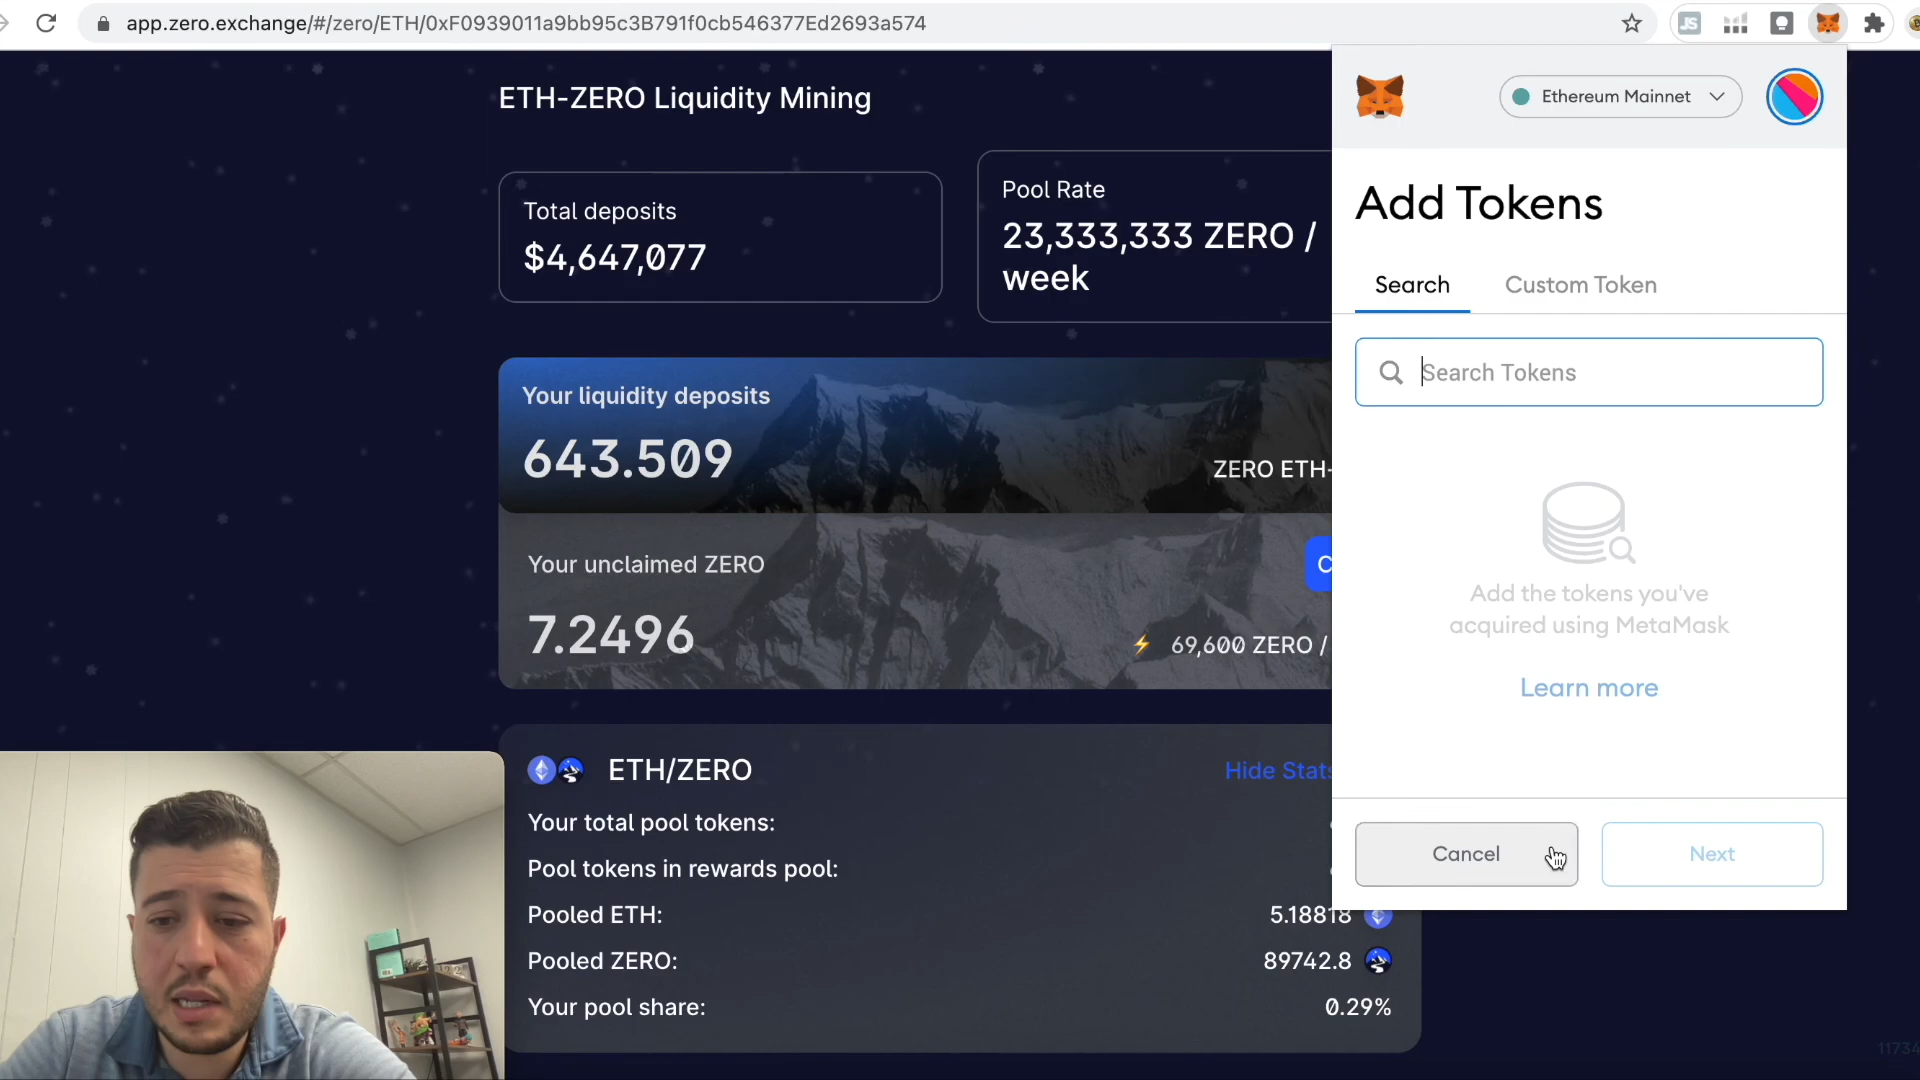 app.zero.exchange/#/zero/ETH/0xF0939011a9bb95c3B791f0cb546377Ed2693a574
JS
Ethereum Mainnet
ETH-ZERO Liquidity Mining
Total deposits
$4,647,077
Pool Rate
23,333,333 ZERO /
week
Your liquidity deposits
643.509
ZERO ETH-
Your unclaimed ZERO
C
7.2496
69,600 ZERO /
ETH/ZERO
Hide Stats
Your total pool tokens:
Pool tokens in rewards pool:
Pooled ETH:
5.18818
Pooled ZERO:
89742.8
Your pool share:
0.29%
Add Tokens
Search
Custom Token
Search Tokens
Add the tokens you've
acquired using MetaMask
Learn more
Cancel
Next
11734